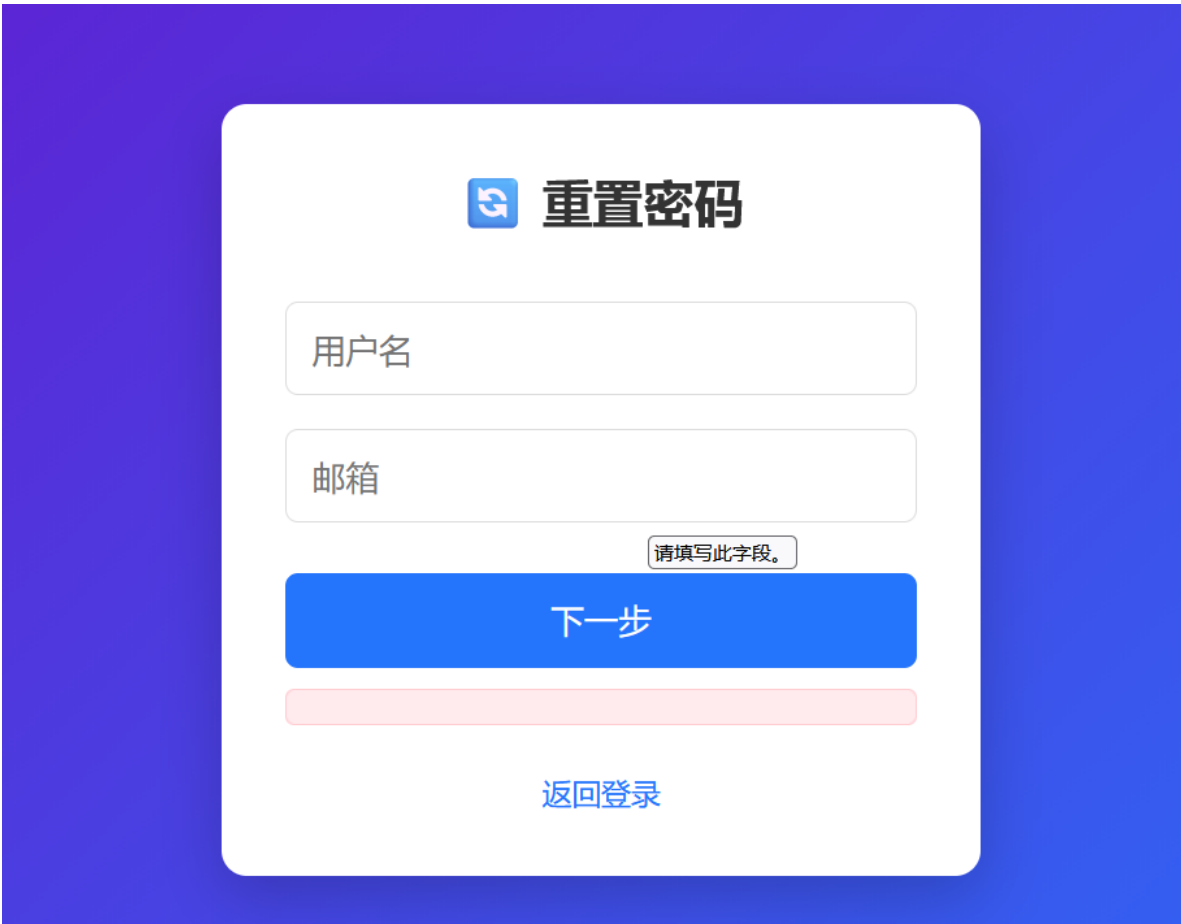 重置密码
用户名
邮箱
请填写此字段。
下一步
返回登录